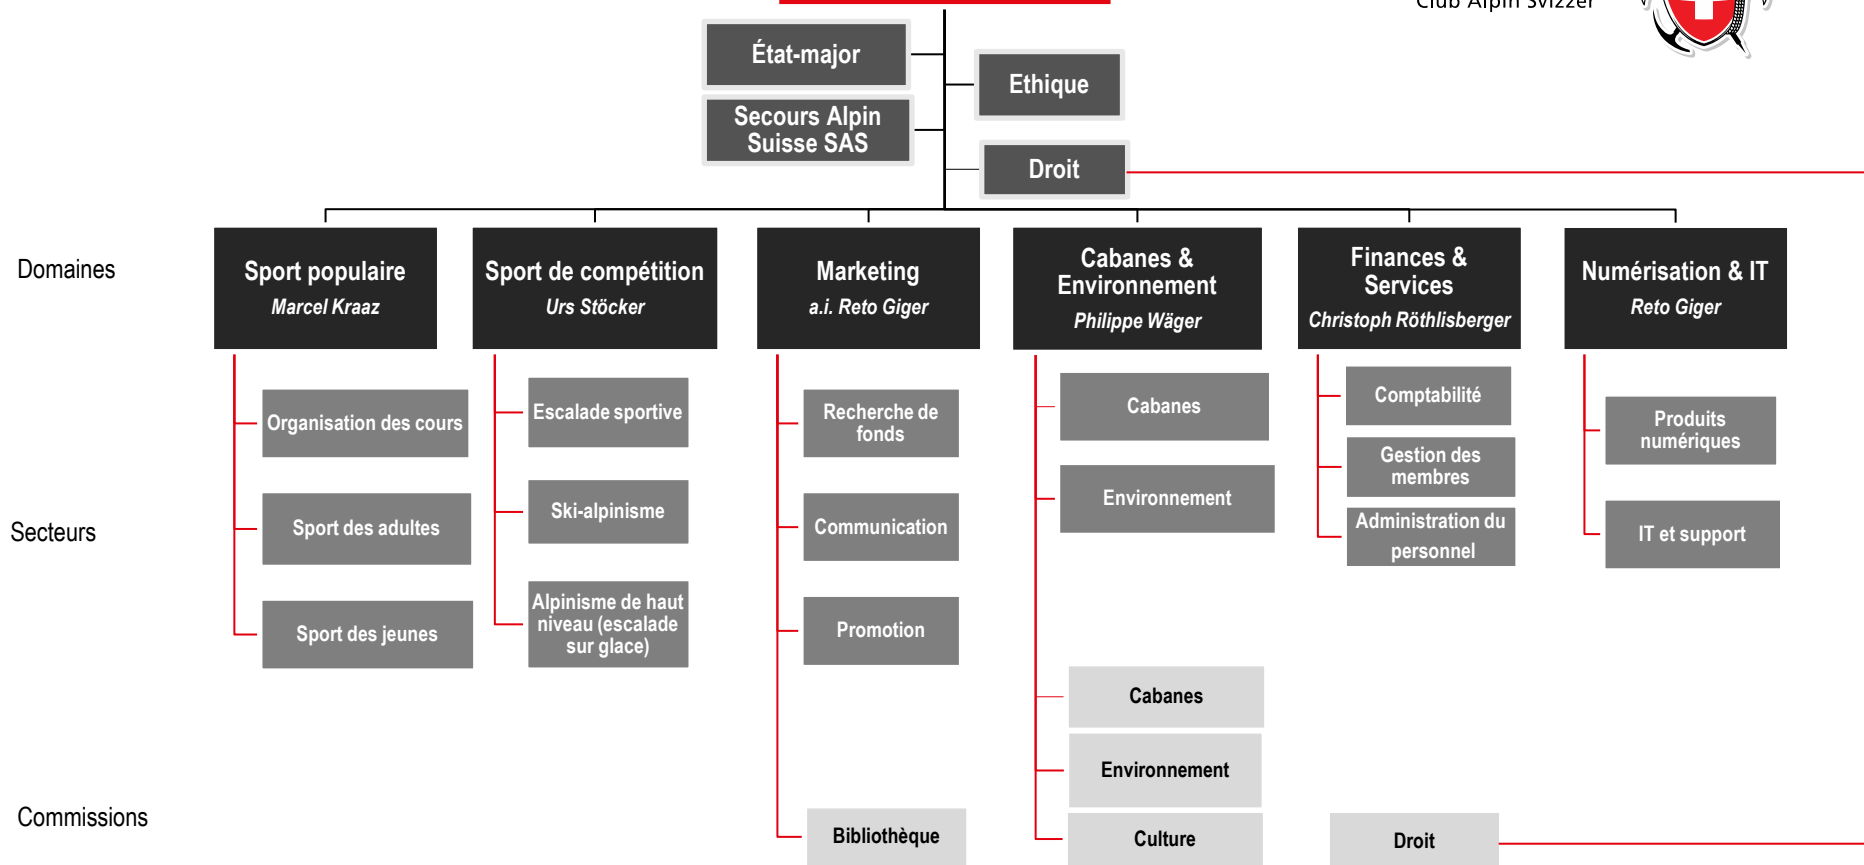 Club Alpin Svizzer
État-major
Ethique
Secours Alpin
Suisse SAS
Droit
Domaines
Sport populaire
Marcel Kraaz
Sport de compétition
Urs Stöcker
Marketing
a.i. Reto Giger
Cabanes &
Environnement
Philippe Wäger
Finances &
Services
Christoph Röthlisberger
Numérisation & IT
Reto Giger
Secteurs
Organisation des cours
Sport des adultes
Sport des jeunes
Escalade sportive
Ski-alpinisme
Alpinisme de haut
niveau (escalade
sur glace)
Recherche de
fonds
Communication
Promotion
Cabanes
Environnement
Comptabilité
Gestion des
membres
Administration du
personnel
Produits
numériques
IT et support
Commissions
Bibliothèque
Cabanes
Environnement
Culture
Droit